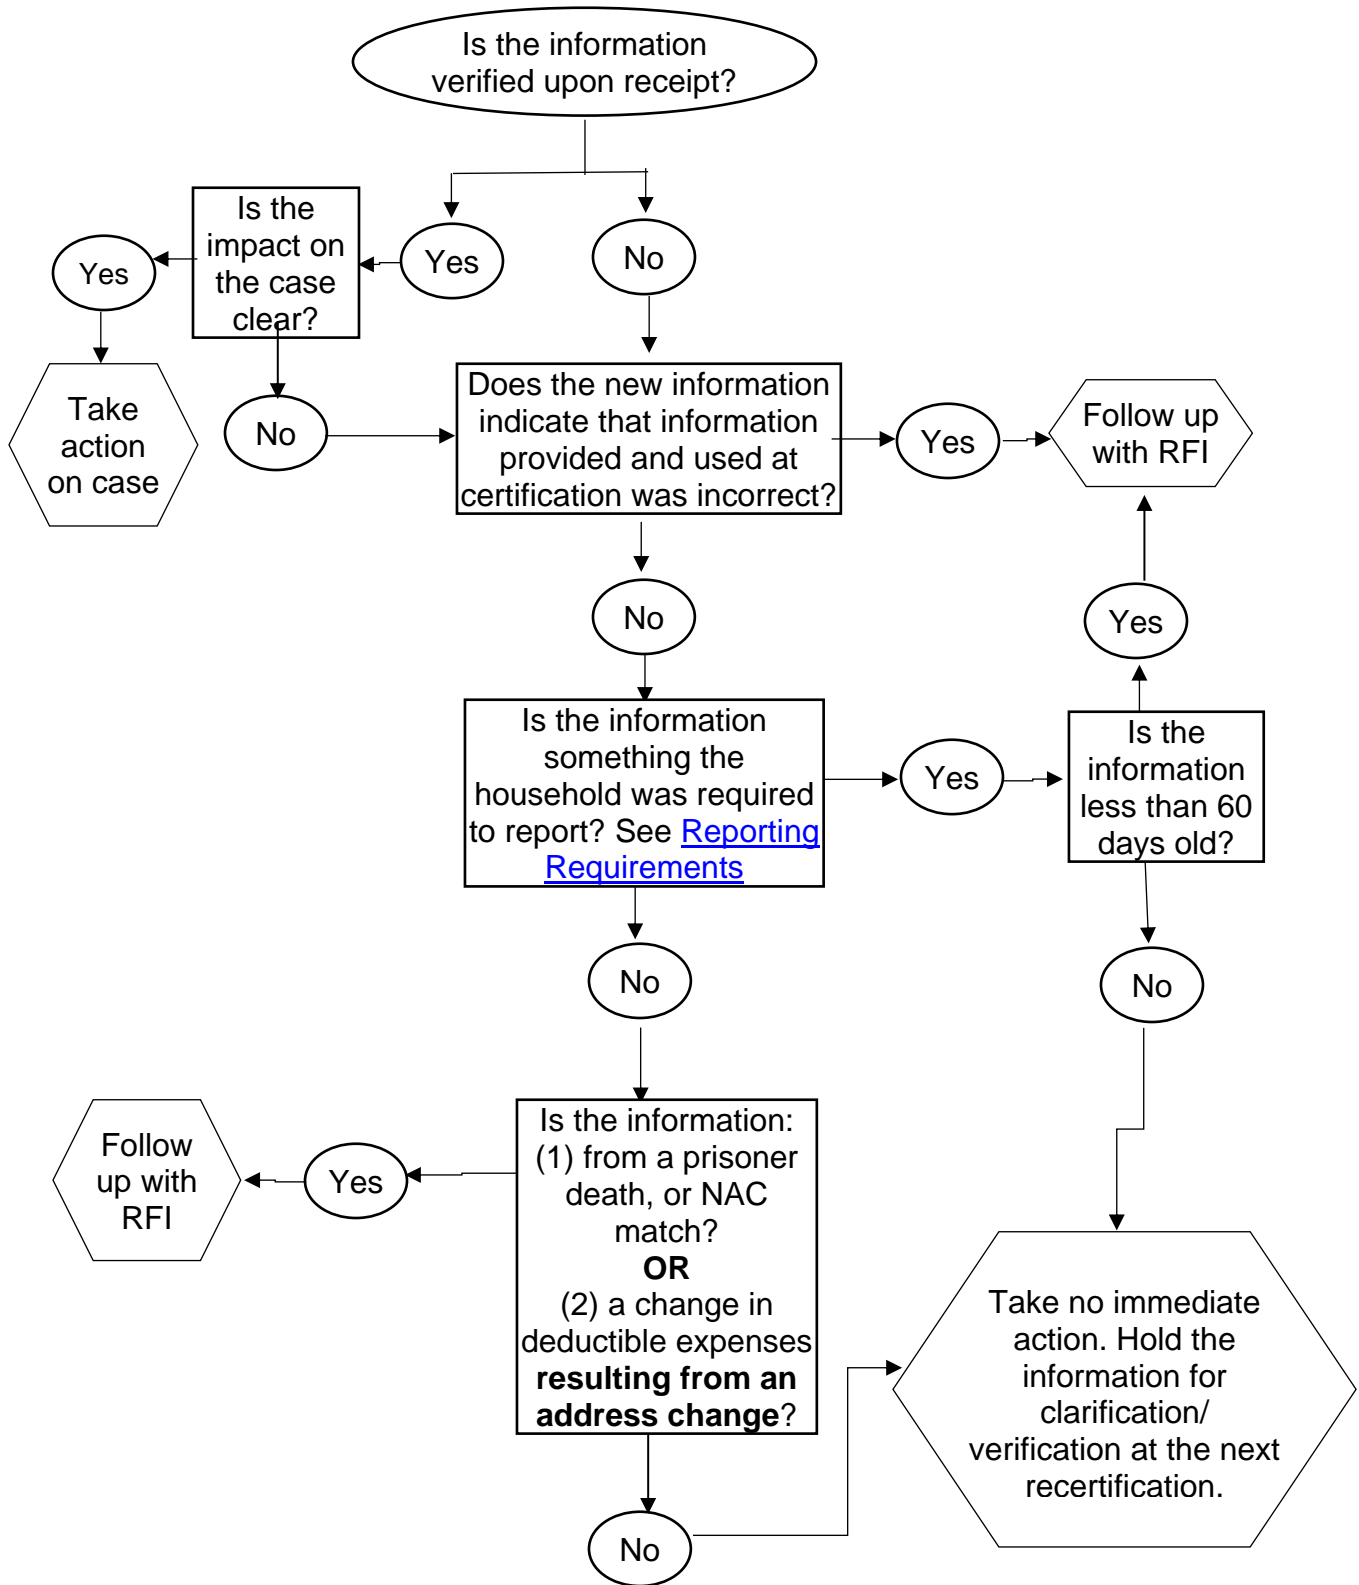 Is the information
verified upon receipt?
Is the
impact on
the case
clear?
Yes
Yes
No
Take
action
on case
No
Does the new information
indicate that information
provided and used at
certification was incorrect?
Yes
Follow up
with RFI
No
Yes
Is the information
something the
household was required
to report? See Reporting
Requirements
Yes
Is the
information
less than 60
days old?
No
No
Is the information:
(1) from a prisoner
death, or NAC
match?
OR
(2) a change in
deductible expenses
resulting from an
address change?
Yes
Follow
up with
RFI
Take no immediate
action. Hold the
information for
clarification/
verification at the next
recertification.
No